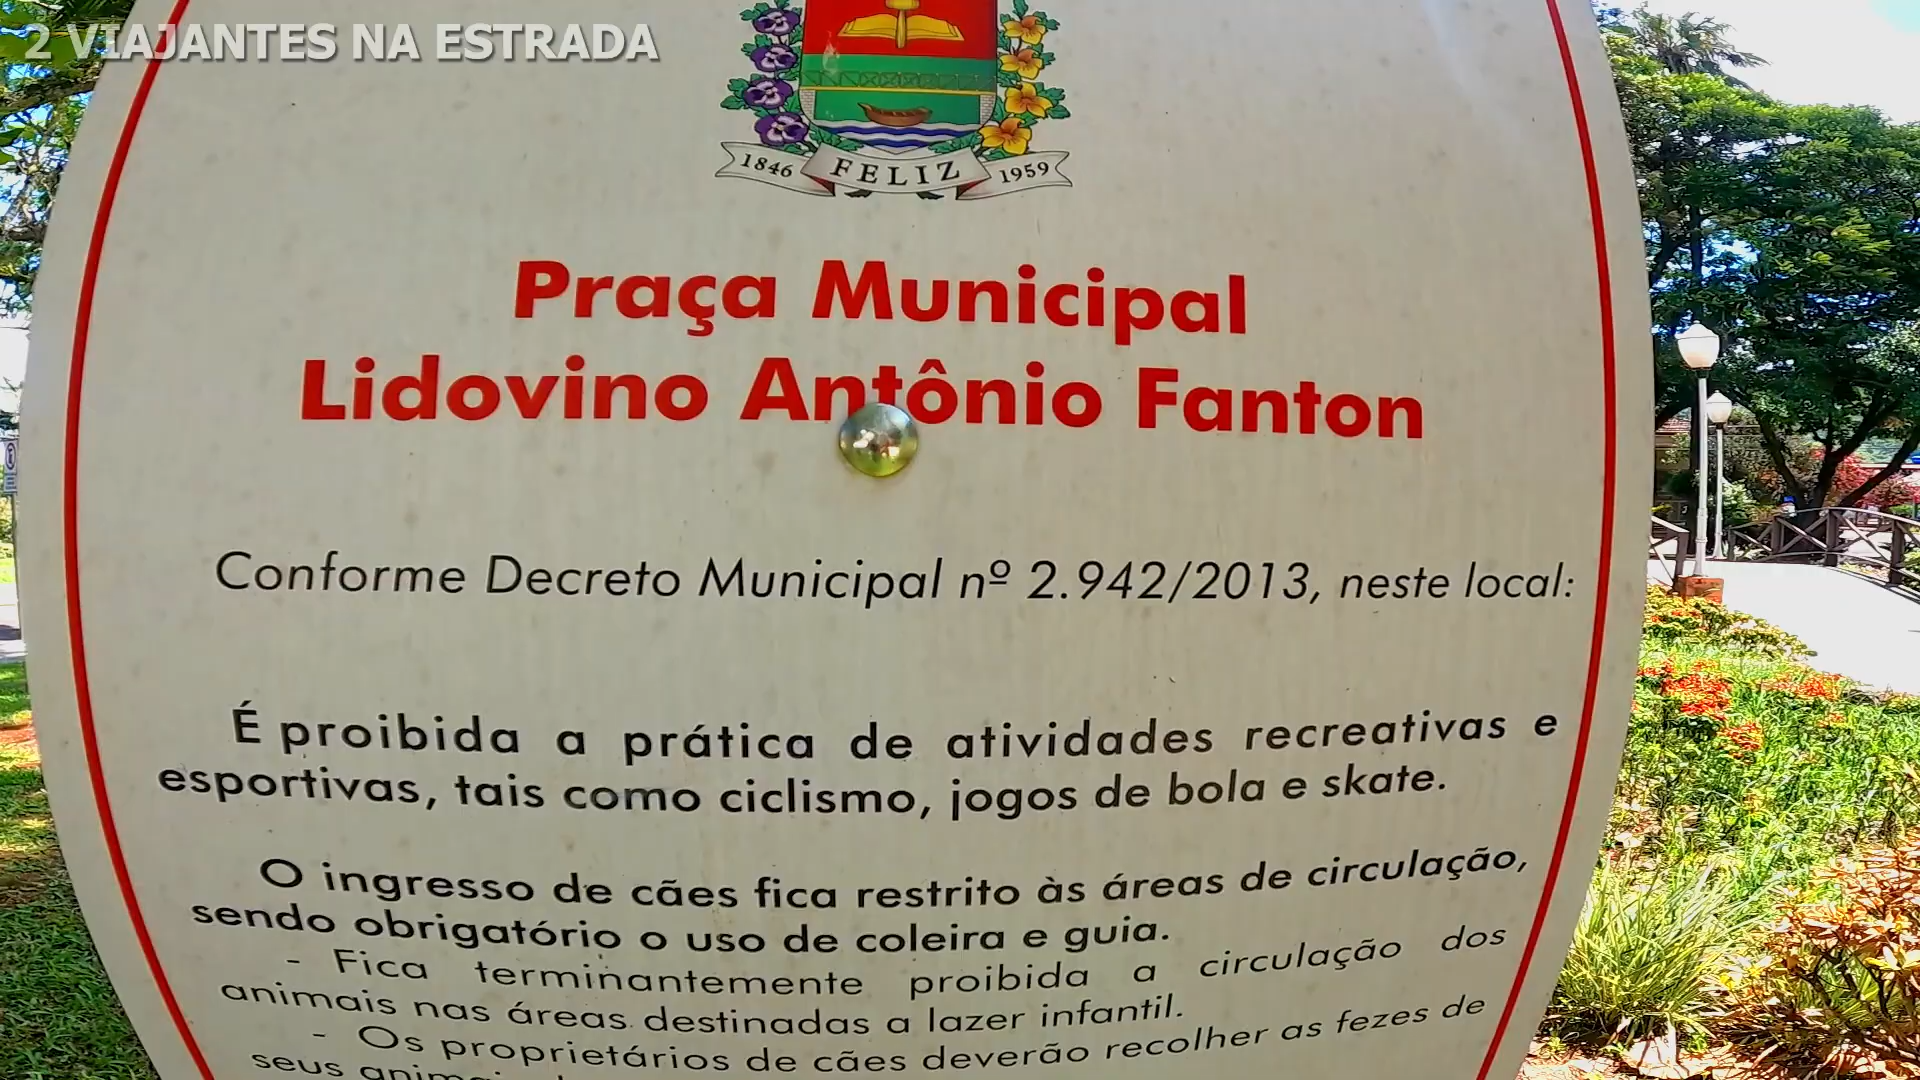 2 VIAJANTES NA ESTRADA
1846 FELIZ 1959
Praça Municipal
Lidovino Antônio Fanton
Conforme Decreto Municipal nº 2.942/2013, neste local:
É proibida a prática de atividades recreativas e
esportivas, tais como ciclismo, jogos de bola e skate.
O ingresso de cães fica restrito às áreas de circulação,
sendo obrigatório o uso de coleira e guia.
- Fica terminantemente proibida a circulação dos
animais nas áreas destinadas a lazer infantil.
- Os proprietários de cães deverão recolher as fezes de
seus